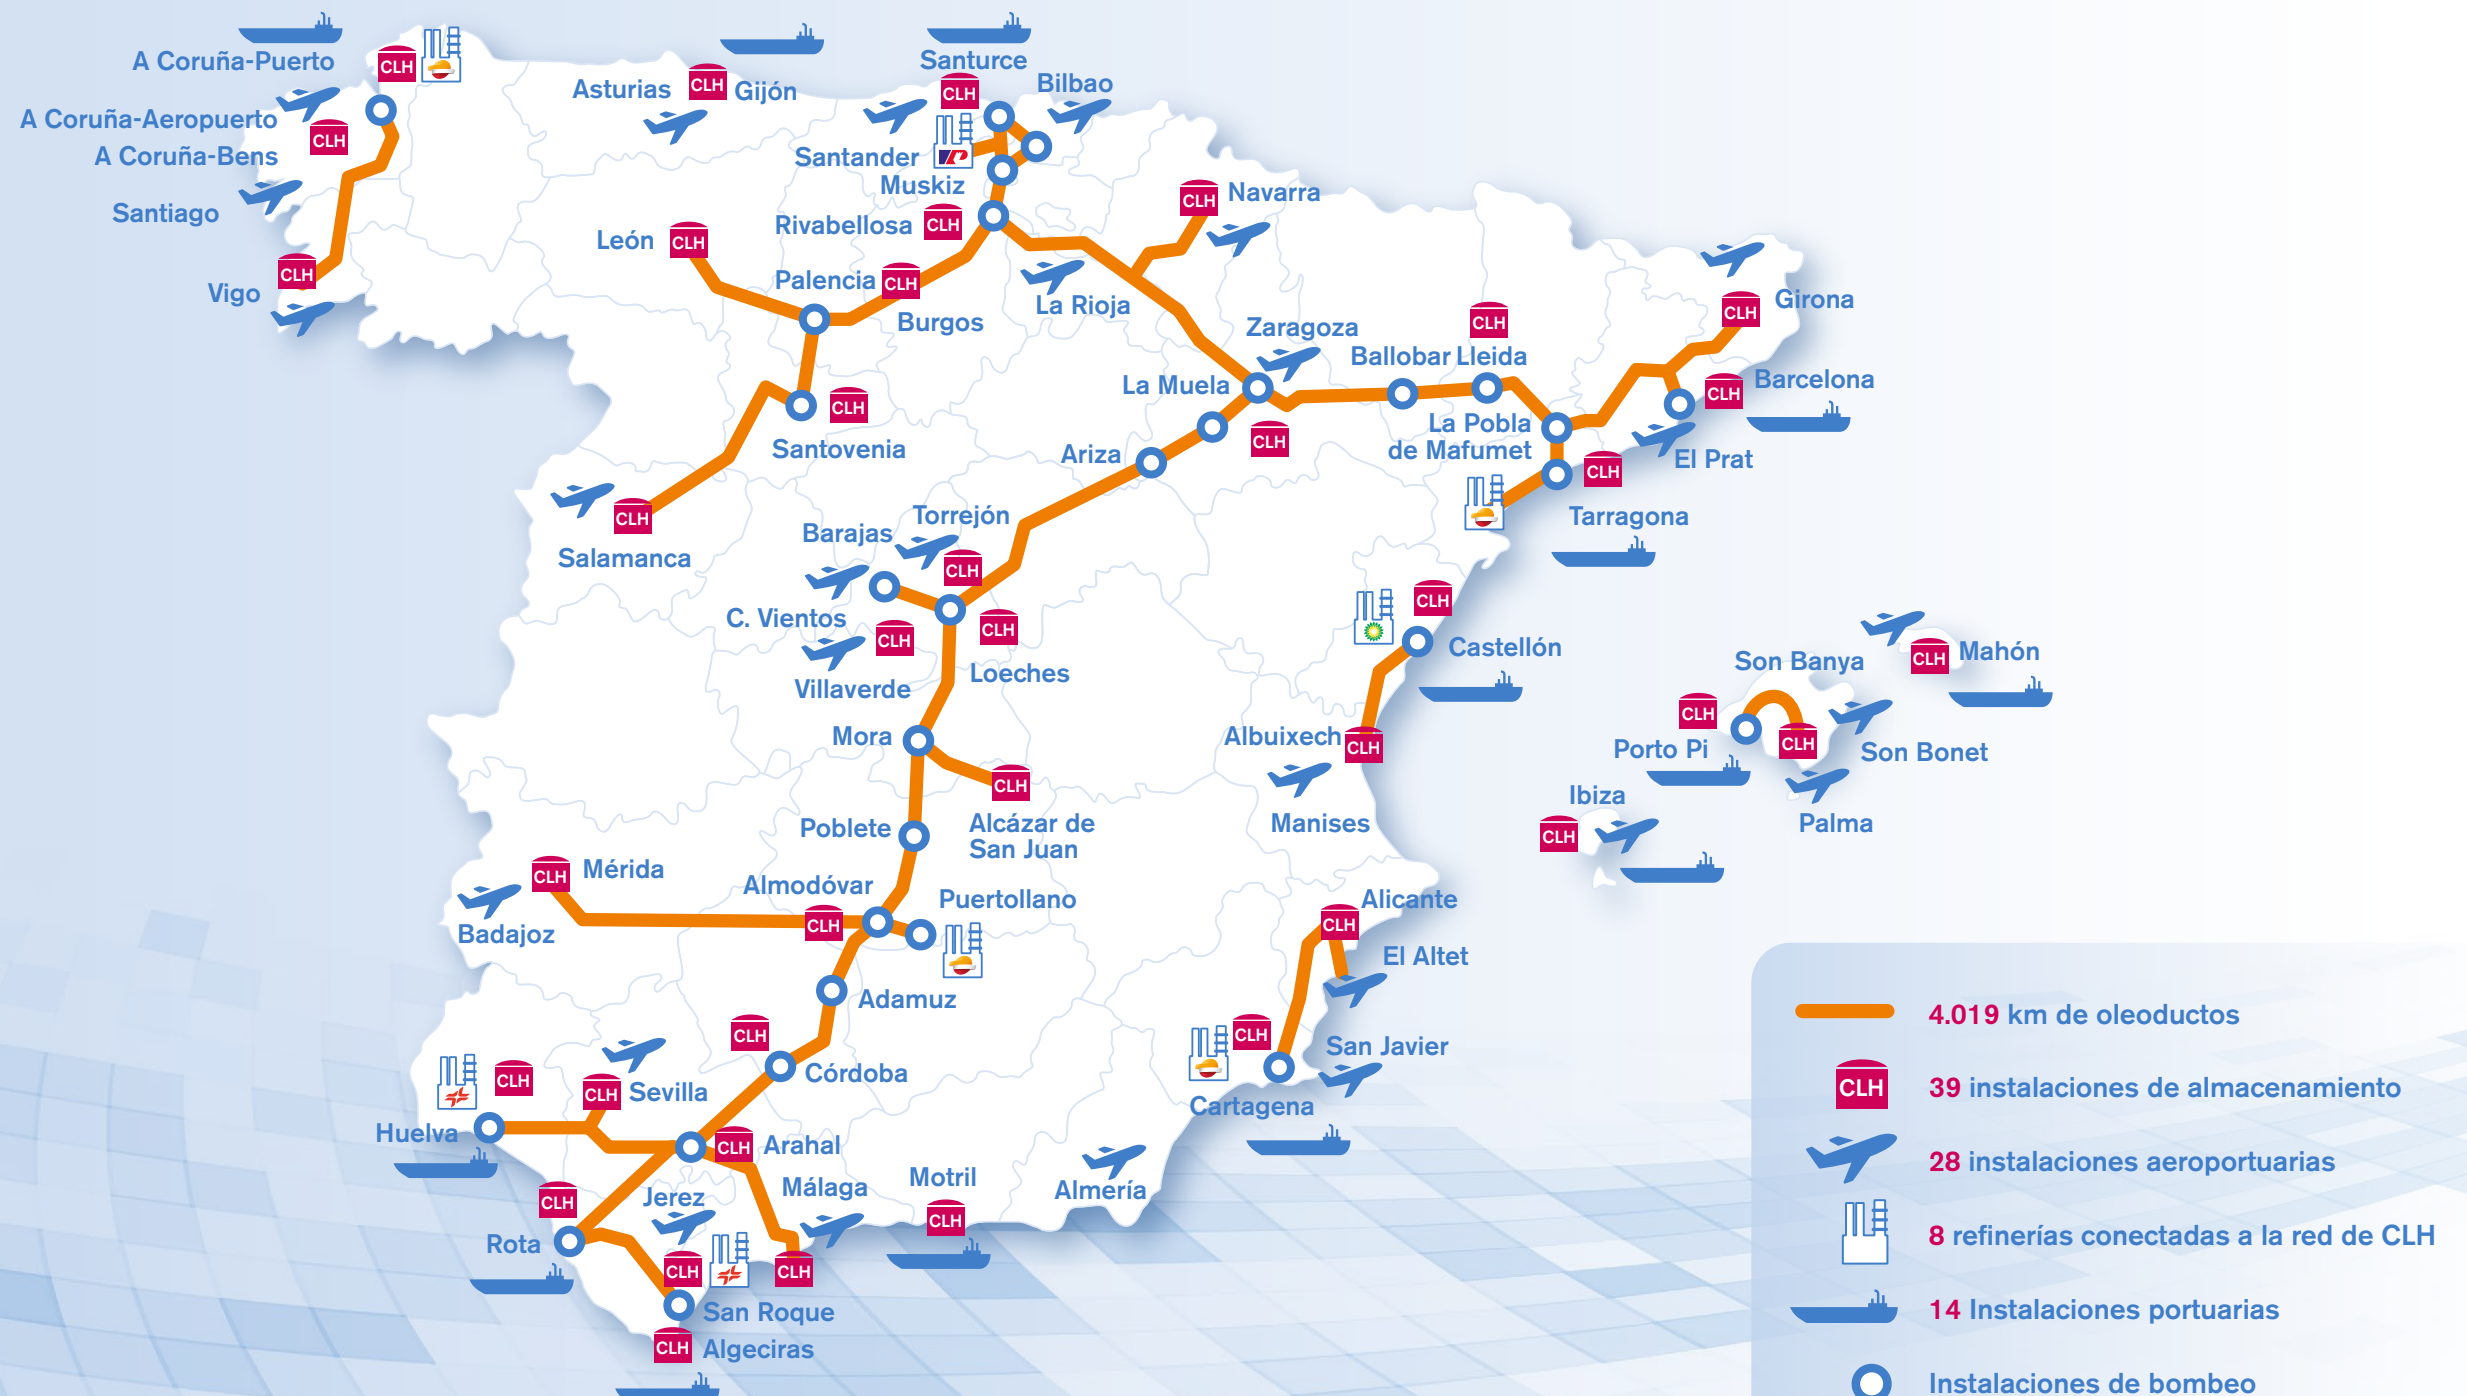 A Coruña-Puerto
CLH
A Coruña-Aeropuerto
CLH
A Coruña-Bens
Santiago
CLH
Vigo
Asturias
CLH
Gijón
Santurce
CLH
Bilbao
Santander
Muskiz
Rivabellosa
CLH
Navarra
CLH
León
CLH
Palencia
CLH
Burgos
La Rioja
Zaragoza
CLH
Ballobar
Lleida
CLH
Girona
CLH
La Muela
Barcelona
CLH
La Pobla
de Mafumet
El Prat
Santovenia
CLH
Ariza
CLH
Tarragona
Salamanca
CLH
Torrejón
Barajas
CLH
C. Vientos
CLH
CLH
Villaverde
Loeches
CLH
Castellón
Mora
Albuixech
CLH
Manises
Son Banya
CLH
Mahón
CLH
Porto Pi
CLH
Son Bonet
Ibiza
CLH
Palma
Poblete
CLH
Alcázar de
San Juan
Mérida
CLH
Badajoz
Almodóvar
CLH
Puertollano
Alicante
CLH
El Altet
Adamuz
CLH
Córdoba
CLH
San Javier
Cartagena
CLH
CLH
Sevilla
Huelva
CLH
Arahal
Jerez
Málaga
Motril
CLH
Almería
CLH
Rota
CLH
CLH
San Roque
CLH
Algeciras
4.019 km de oleoductos
CLH
39 instalaciones de almacenamiento
28 instalaciones aeroportuarias
8 refinerías conectadas a la red de CLH
14 Instalaciones portuarias
Instalaciones de bombeo